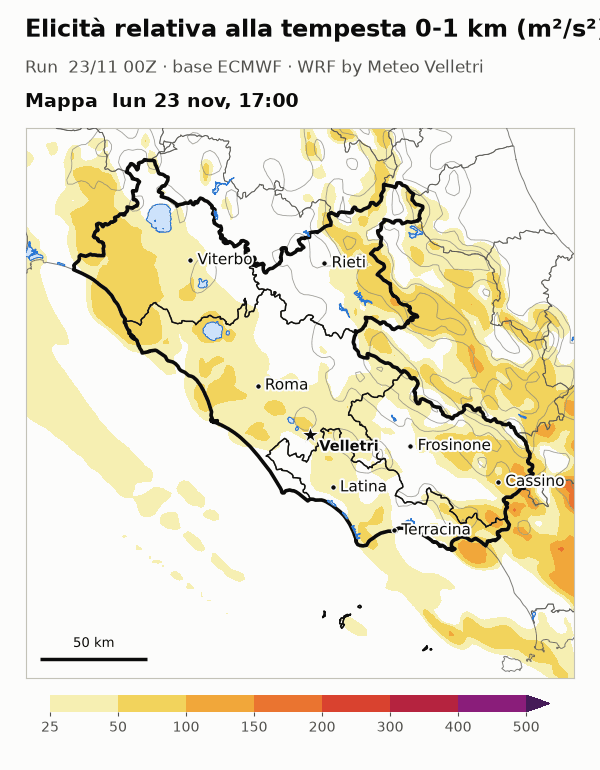 Elicità relativa alla tempesta 0-1 km (m²/s²)
Run  23/11 00Z · base ECMWF · WRF by Meteo Velletri
Mappa  lun 23 nov, 17:00
Viterbo
Rieti
Roma
Velletri
Frosinone
Cassino
Latina
Terracina
50 km
25 50 100 150 200 300 400 500